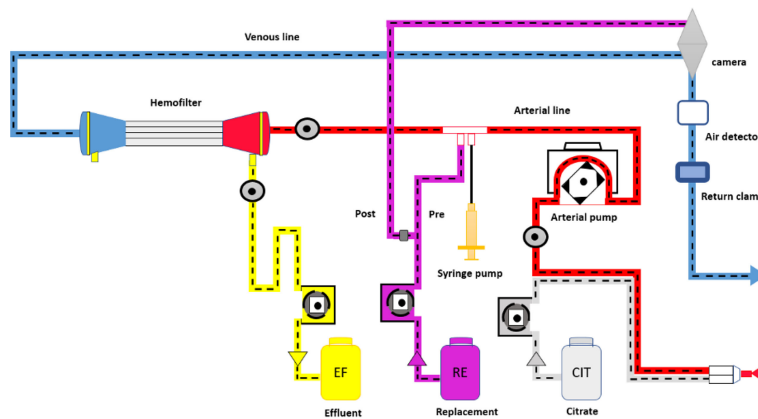 Venous line
camera
Hemofilter
Arterial line
Air detecto
Return clam
Post
Pre
Arterial pump
Syringe pump
EF
RE
CIT
Effluent
Replacement
Citrate